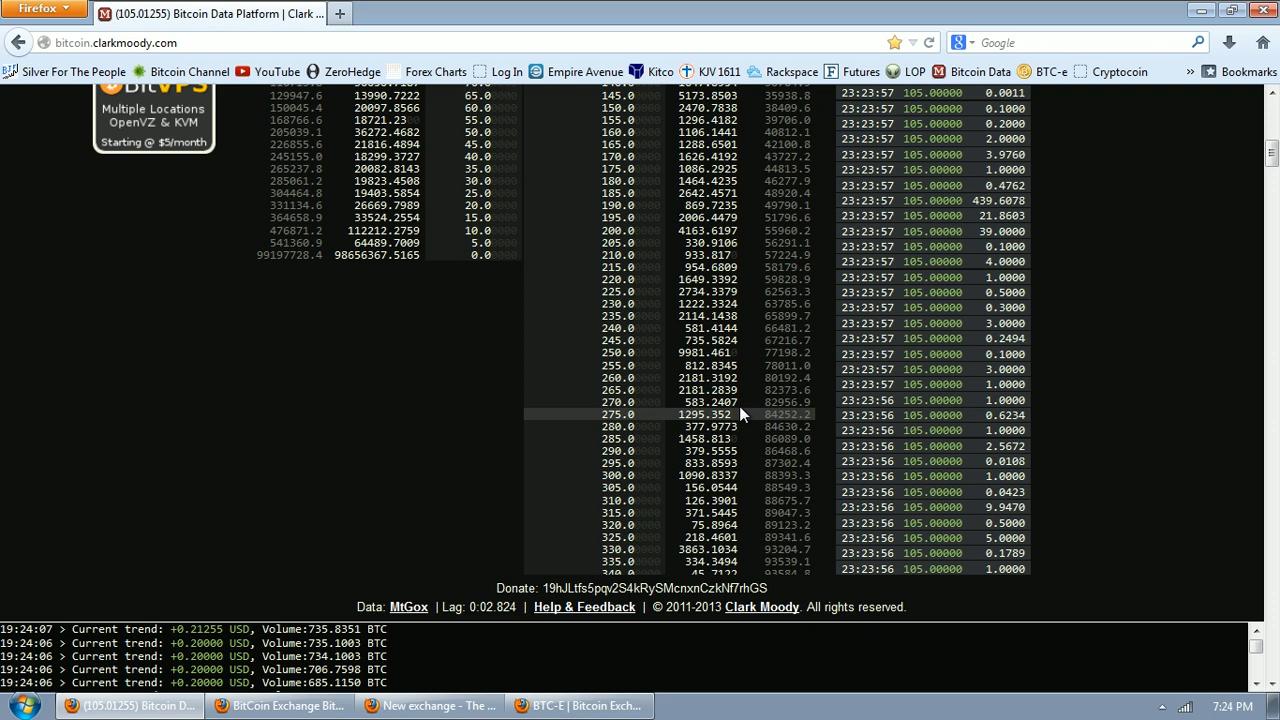 Firefox
(105.01255) Bitcoin Data Platform | Clark ...
bitcoin.clarkmoody.com
Google
Silver For The People
Bitcoin Channel
YouTube
ZeroHedge
Forex Charts
Log In
Empire Avenue
Kitco
KJV 1611
Rackspace
Futures
LOP
Bitcoin Data
BTC-e
Cryptocoin
»
Bookmarks
BitVPS
Multiple Locations
OpenVZ & KVM
Starting @ $5/month
129947.6 13990.7222 65.0
150045.4 20097.8566 60.0
168766.6 18721.23 55.0
205039.1 36272.4682 50.0
226855.6 21816.4894 45.0
245155.0 18299.3727 40.0
265237.8 20082.8143 35.0
285061.2 19823.4508 30.0
304464.8 19403.5854 25.0
331134.6 26669.7989 20.0
364658.9 33524.2554 15.0
476871.2 112212.2759 10.0
541360.9 64489.7009 5.0
99197728.4 98656367.5165 0.0
145.0 5173.8503 35938.4
150.0 2470.7838 38409.6
155.0 1296.4182 39706.0
160.0 1106.1441 40812.1
165.0 1288.6501 42100.8
170.0 1626.4192 43727.2
175.0 1086.2925 44813.5
180.0 1464.4235 46277.9
185.0 2642.4571 48920.4
190.0 869.7235 49790.1
195.0 2006.4479 51796.6
200.0 4163.6197 55960.2
205.0 330.9106 56291.1
210.0 933.817 57224.9
215.0 954.6809 58179.6
220.0 1649.3392 59828.9
225.0 2734.3379 62563.3
230.0 1222.3324 63785.6
235.0 2114.1438 65899.7
240.0 581.4144 66481.2
245.0 735.5824 67216.7
250.0 9981.461 77198.2
255.0 812.8345 78011.0
260.0 2181.3192 80192.4
265.0 2181.2839 82373.6
270.0 583.2407 82956.9
275.0 1295.352 84252.2
280.0 377.9773 84630.2
285.0 1458.813 86089.0
290.0 379.5555 86468.6
295.0 833.8593 87302.4
300.0 1090.8337 88393.3
305.0 156.0544 88549.3
310.0 126.3901 88675.7
315.0 371.5445 89047.3
320.0 75.8964 89123.2
325.0 218.4601 89341.6
330.0 3863.1034 93204.7
335.0 334.3494 93539.1
340.0 45.7122 93584.8
23:23:57 105.00000 0.0011
23:23:57 105.00000 0.1000
23:23:57 105.00000 0.2000
23:23:57 105.00000 2.0000
23:23:57 105.00000 3.9760
23:23:57 105.00000 1.0000
23:23:57 105.00000 0.4762
23:23:57 105.00000 439.6078
23:23:57 105.00000 21.8603
23:23:57 105.00000 39.0000
23:23:57 105.00000 0.1000
23:23:57 105.00000 4.0000
23:23:57 105.00000 1.0000
23:23:57 105.00000 0.5000
23:23:57 105.00000 0.3000
23:23:57 105.00000 3.0000
23:23:57 105.00000 0.2494
23:23:57 105.00000 0.1000
23:23:57 105.00000 3.0000
23:23:57 105.00000 1.0000
23:23:56 105.00000 1.0000
23:23:56 105.00000 0.6234
23:23:56 105.00000 1.0000
23:23:56 105.00000 2.5672
23:23:56 105.00000 0.0108
23:23:56 105.00000 1.0000
23:23:56 105.00000 0.0423
23:23:56 105.00000 9.9470
23:23:56 105.00000 0.5000
23:23:56 105.00000 5.0000
23:23:56 105.00000 0.1789
23:23:56 105.00000 1.0000
Donate: 19hJLtfs5pqv2S4kRySMcnxnCzkNf7rhGS
Data: MtGox | Lag: 0:02.824 | Help & Feedback | © 2011-2013 Clark Moody. All rights reserved.
19:24:07 > Current trend: +0.21255 USD, Volume:735.8351 BTC
19:24:06 > Current trend: +0.20000 USD, Volume:735.1003 BTC
19:24:06 > Current trend: +0.20000 USD, Volume:734.1003 BTC
19:24:06 > Current trend: +0.20000 USD, Volume:706.7598 BTC
19:24:06 > Current trend: +0.20000 USD, Volume:685.1150 BTC
(105.01255) Bitcoin D...
BitCoin Exchange Bit...
New exchange - The ...
BTC-E | Bitcoin Exch...
7:24 PM